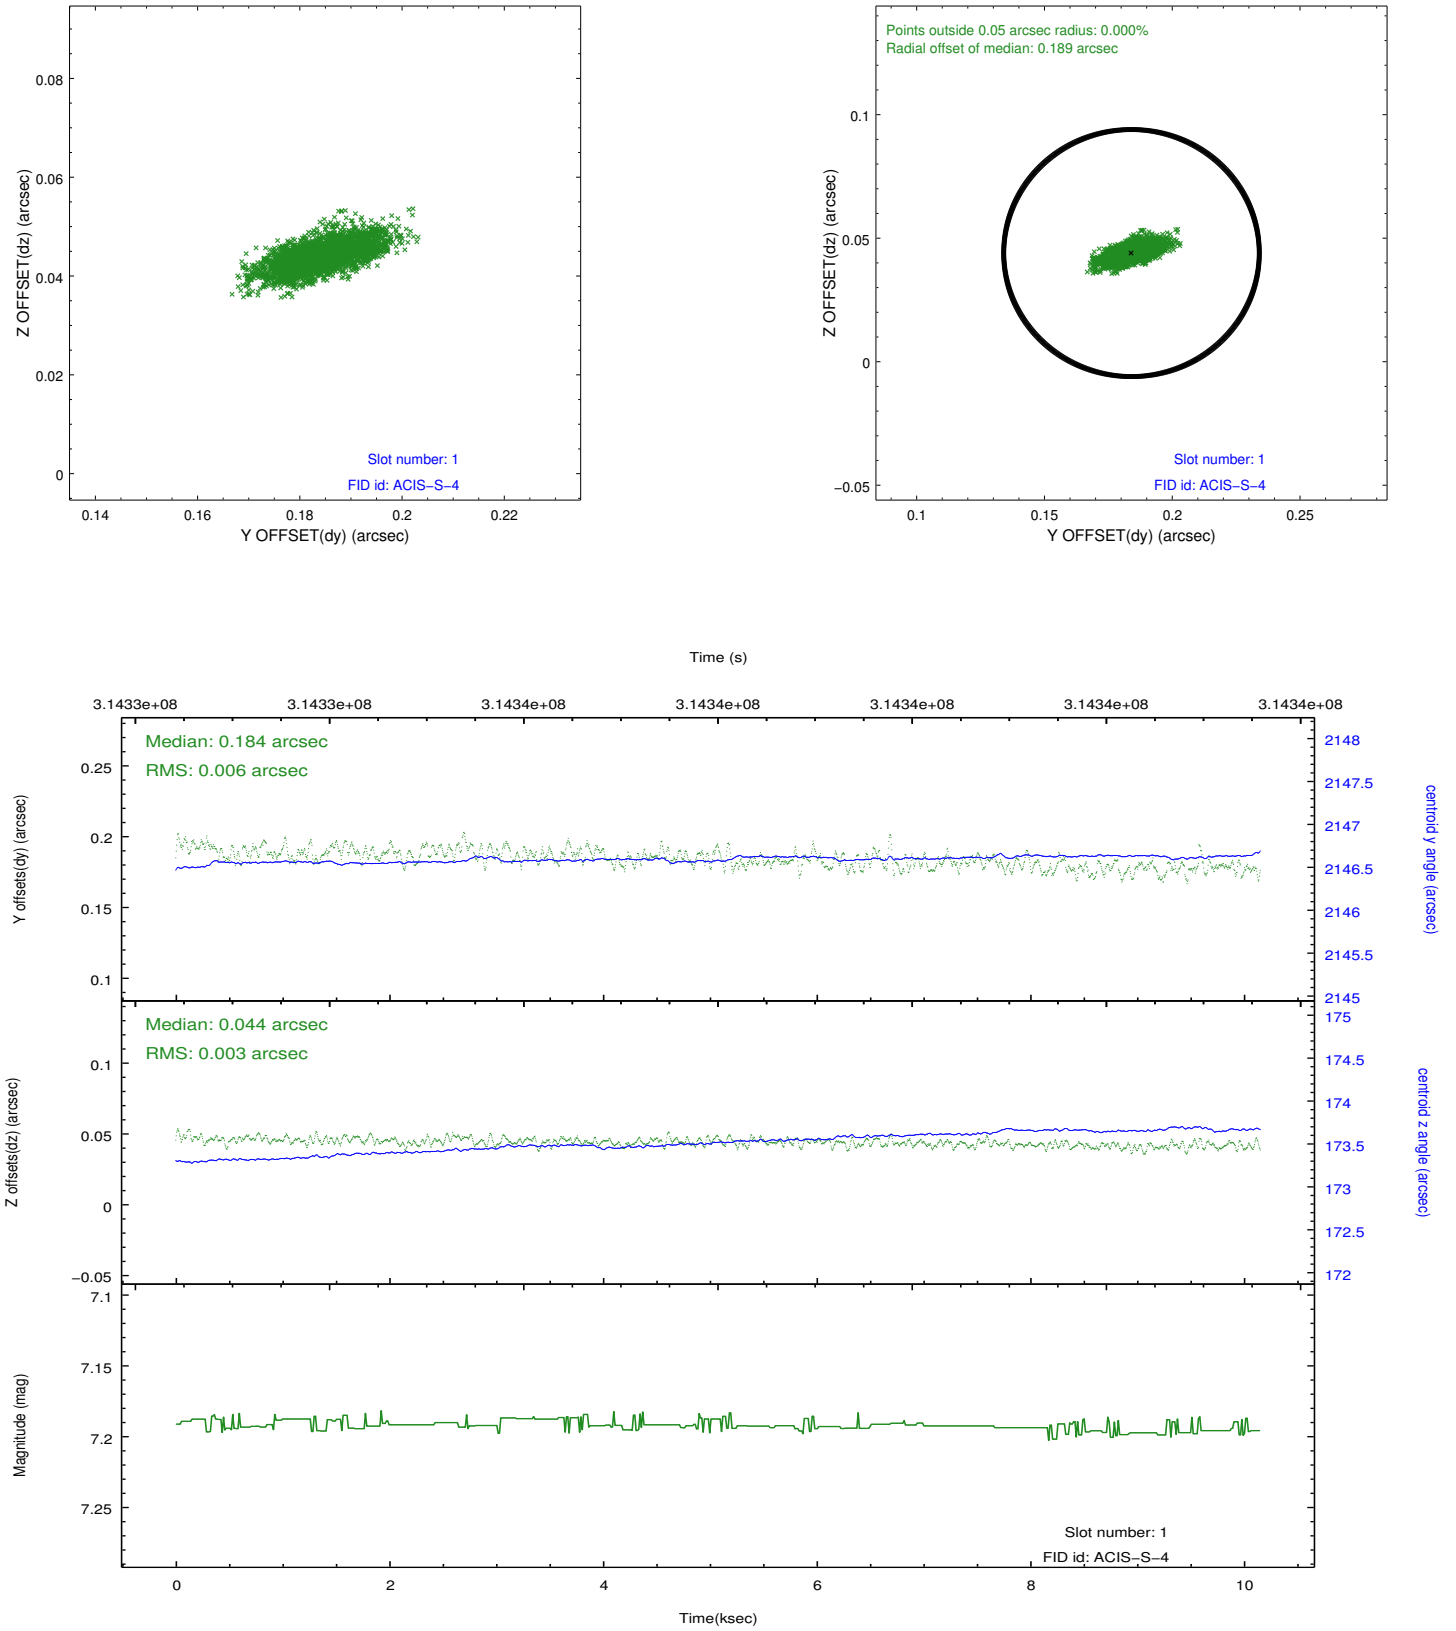 0.08
0.06
0.04
0.02
0
Z OFFSET(dz) (arcsec)
Slot number: 1
FID id: ACIS−S−4
0.14 0.16 0.18 0.2 0.22
Y OFFSET(dy) (arcsec)
Points outside 0.05 arcsec radius: 0.000%
Radial offset of median: 0.189 arcsec
0.1
0.05
0
−0.05
Z OFFSET(dz) (arcsec)
Slot number: 1
FID id: ACIS−S−4
0.1 0.15 0.2 0.25
Y OFFSET(dy) (arcsec)
Time (s)
3.1433e+08 3.1433e+08 3.1434e+08 3.1434e+08 3.1434e+08 3.1434e+08 3.1434e+08
Median: 0.184 arcsec
RMS: 0.006 arcsec
0.25
0.2
0.15
0.1
Y offsets(dy) (arcsec)
2148
2147.5
2147
2146.5
2146
2145.5
2145
centroid y angle (arcsec)
Median: 0.044 arcsec
RMS: 0.003 arcsec
0.1
0.05
0
−0.05
Z offsets(dz) (arcsec)
175
174.5
174
173.5
173
172.5
172
centroid z angle (arcsec)
7.1
7.15
7.2
7.25
Magnitude (mag)
Slot number: 1
FID id: ACIS−S−4
0 2 4 6 8 10
Time(ksec)